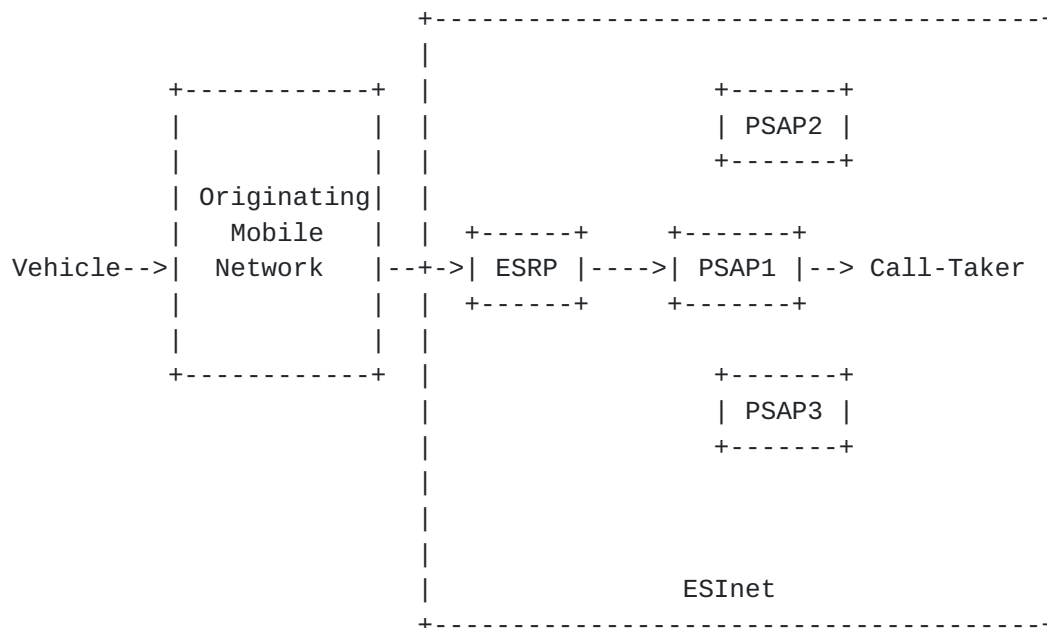 PSAP2
Originating
Mobile
Vehicle--> Network --+->| ESRP |---->| PSAP1 |--> Call-Taker
PSAP3
ESInet